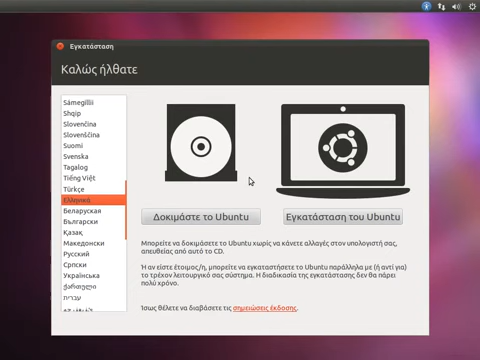 Εγκατάσταση
Καλώς ήλθατε
Sámegillii
Shqip
Slovenčina
Slovenščina
Suomi
Svenska
Tagalog
Tiếng Việt
Türkçe
Ελληνικά
Беларуская
Български
Қазақ
Македонски
Русский
Српски
Українська
ქართული
עברית
Δοκιμάστε το Ubuntu
Εγκατάσταση του Ubuntu
Μπορείτε να δοκιμάσετε το Ubuntu χωρίς να κάνετε αλλαγές στον υπολογιστή σας,
απευθείας από αυτό το CD.
Ή αν είστε έτοιμος/η, μπορείτε να εγκαταστήσετε το Ubuntu παράλληλα με (ή αντί για)
το τρέχον λειτουργικό σας σύστημα. Η διαδικασία της εγκατάστασης δεν θα πάρει
πολύ χρόνο.
Ίσως θέλετε να διαβάσετε τις σημειώσεις έκδοσης.